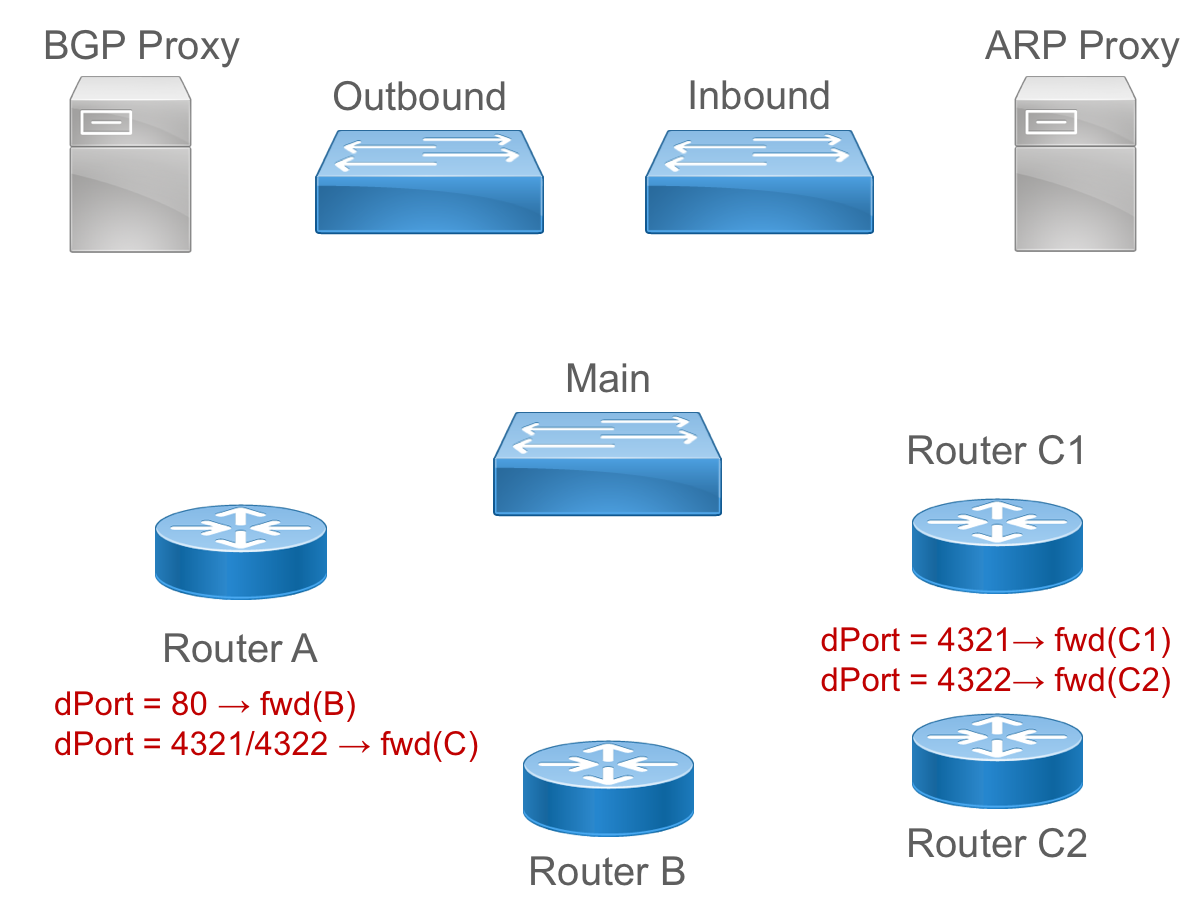 BGP Proxy
ARP Proxy
Outbound
Inbound
Main
Router C1
Router A
dPort = 4321→ fwd(C1)
dPort = 4322→ fwd(C2)
dPort = 80 → fwd(B)
dPort = 4321/4322 → fwd(C)
Router B
Router C2